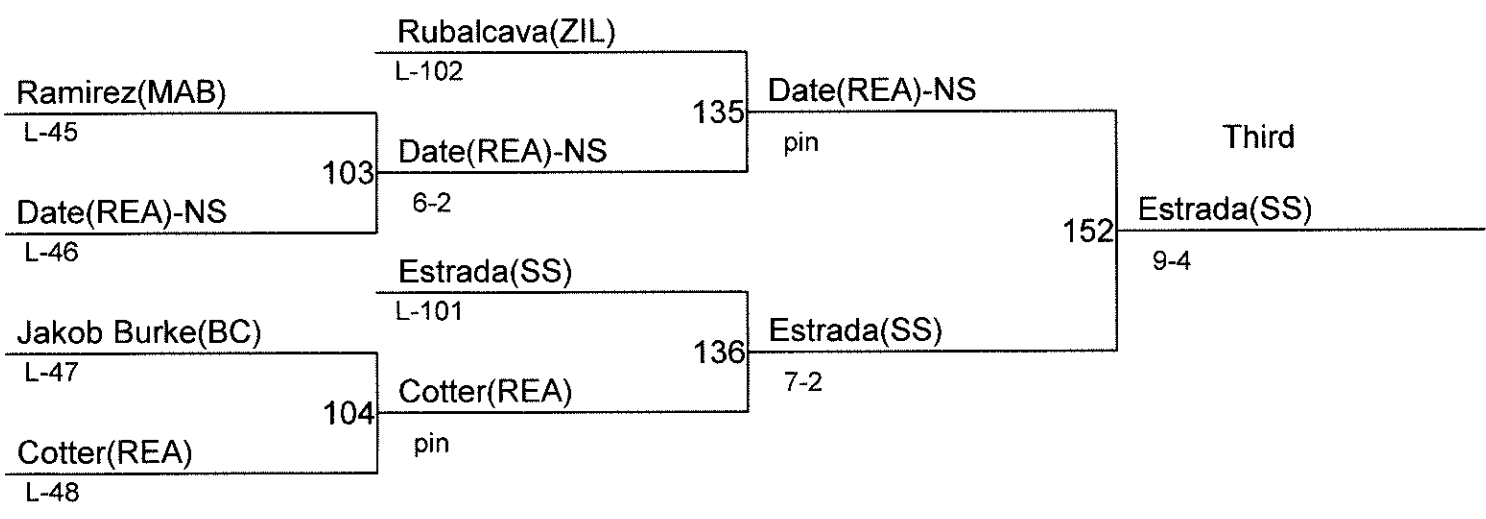 Rubalcava(ZIL)
L-102
Ramirez(MAB)
L-45
135
Date(REA)-NS
pin
Third
103
Date(REA)-NS
6-2
Date(REA)-NS
L-46
152
Estrada(SS)
9-4
Estrada(SS)
L-101
Jakob Burke(BC)
L-47
136
Estrada(SS)
7-2
104
Cotter(REA)
pin
Cotter(REA)
L-48